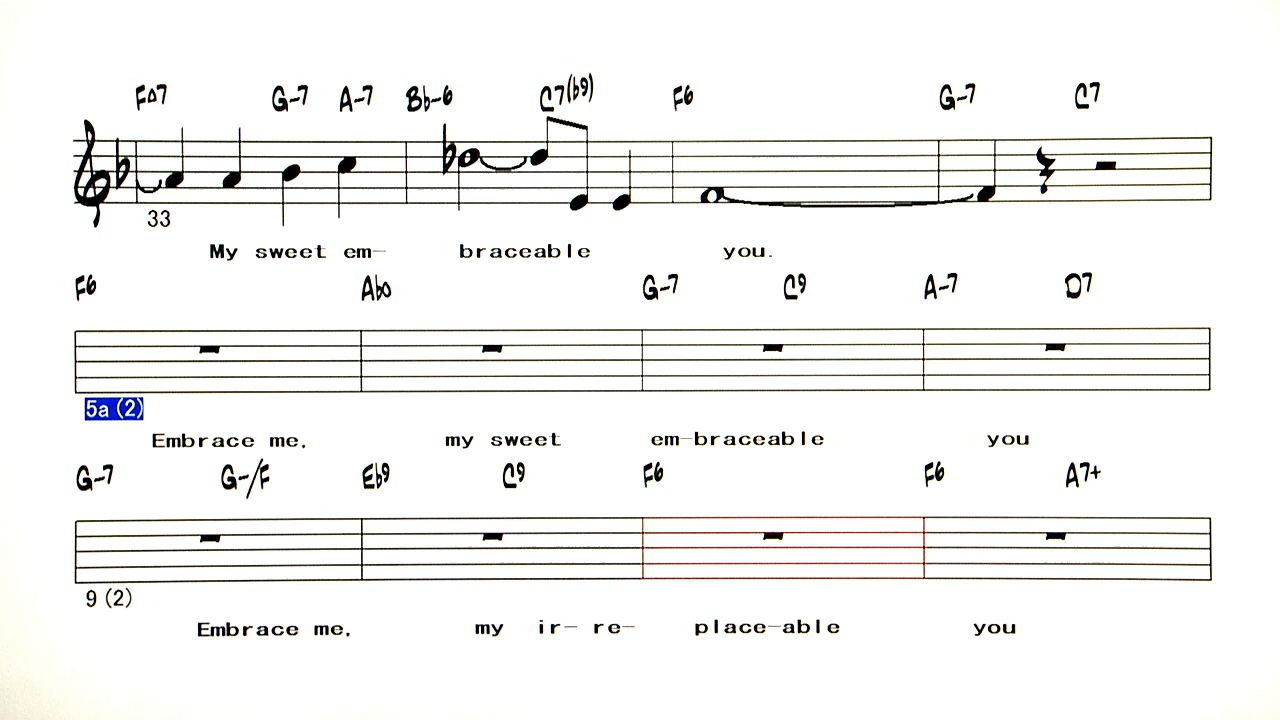 F△7 G-7 A-7 Bb-6 C7(b9) F6 G-7 C7
33
My sweet em- braceable you.
F6 Abo G-7 C9 A-7 D7
5a (2)
Embrace me, my sweet em-braceable you
G-7 G-/F Eb9 C9 F6 F6 A7+
9 (2)
Embrace me, my ir- re- place-able you